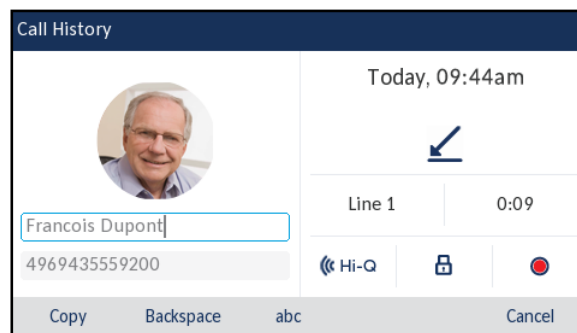 Call History
Today, 09:44am
Line 1 0:09
Francois Dupont
4969435559200
Hi-Q
Copy Backspace abc Cancel